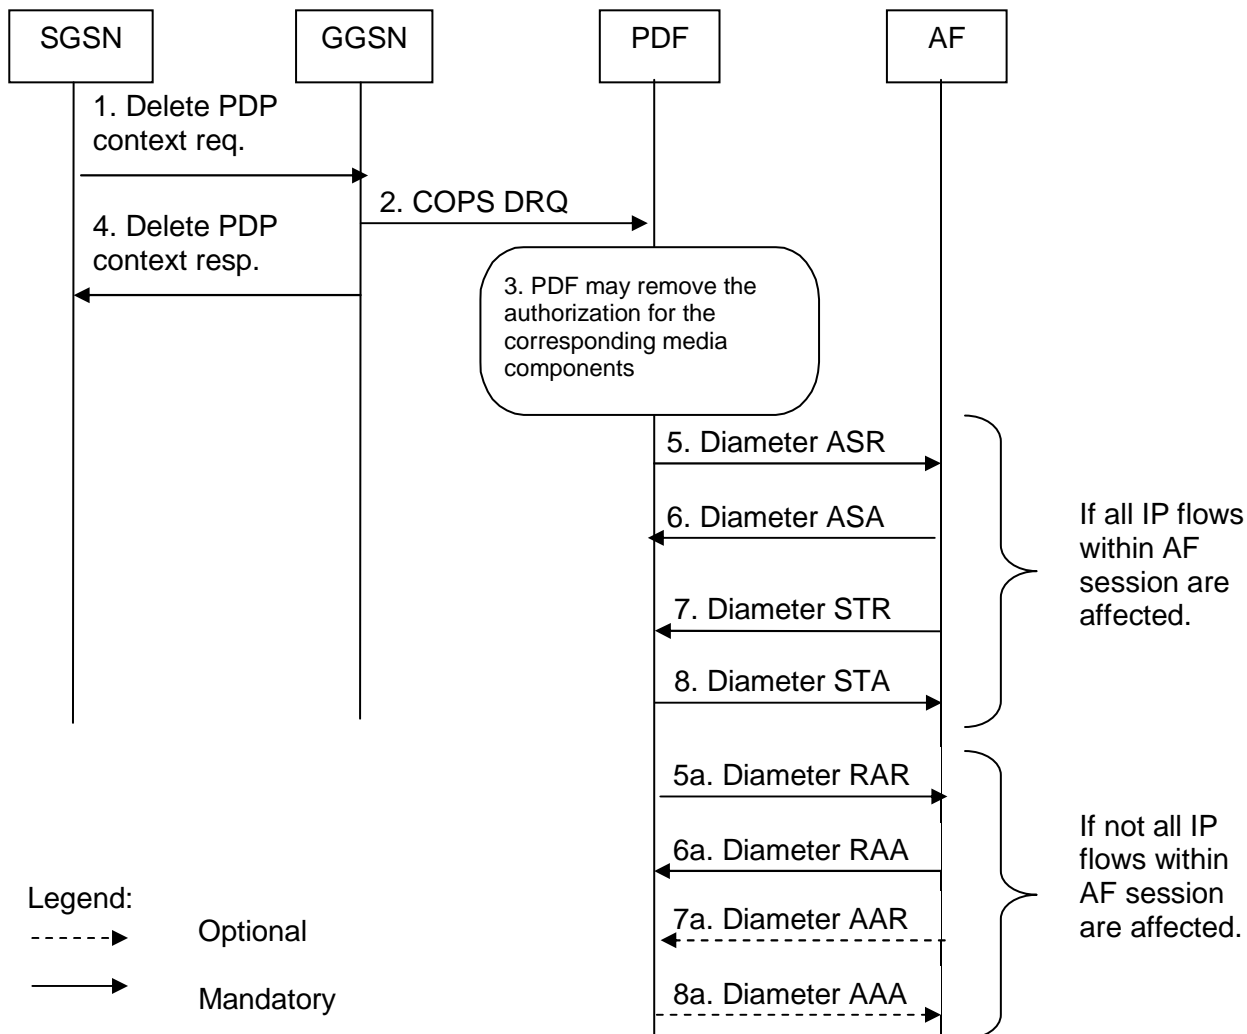 SGSN
GGSN
PDF
AF
1. Delete PDP
context req.
2. COPS DRQ
4. Delete PDP
context resp.
3. PDF may remove the
authorization for the
corresponding media
components
5. Diameter ASR
6. Diameter ASA
7. Diameter STR
8. Diameter STA
If all IP flows
within AF
session are
affected.
5a. Diameter RAR
6a. Diameter RAA
7a. Diameter AAR
8a. Diameter AAA
If not all IP
flows within
AF session
are affected.
Legend:
Optional
Mandatory